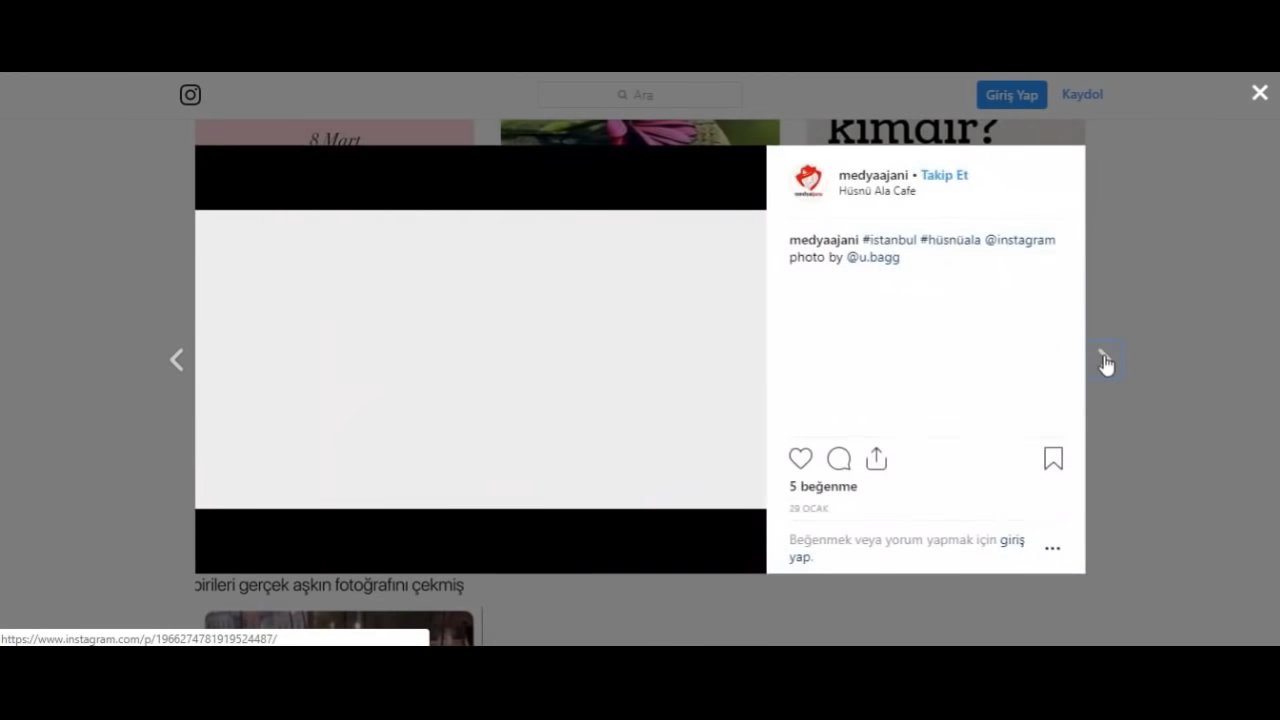 Ara
Giriş Yap
Kaydol
8 Mart
kimdir?
medyaajani • Takip Et
Hüsnü Ala Cafe
medyaajani #istanbul #hüsnüala @instagram
photo by @u.bagg
5 beğenme
29 OCAK
Beğenmek veya yorum yapmak için giriş
yap.
birileri gerçek aşkın fotoğrafını çekmiş
https://www.instagram.com/p/1966274781919524487/